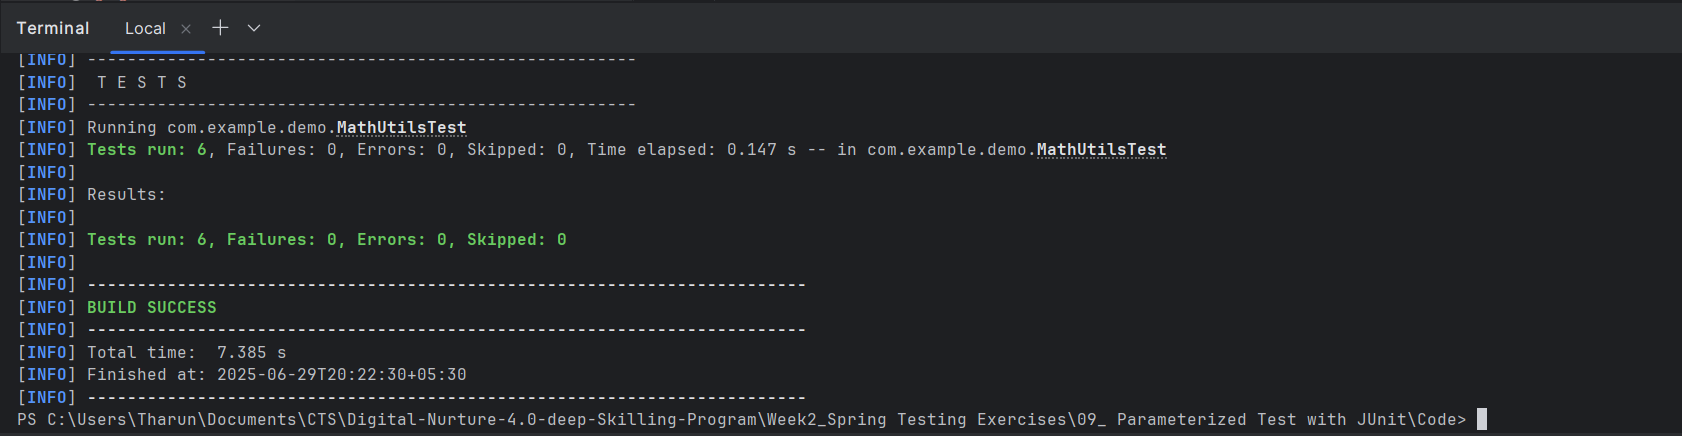 Terminal Local × + ⌄
[INFO] -------------------------------------------------------
[INFO]  T E S T S
[INFO] -------------------------------------------------------
[INFO] Running com.example.demo.MathUtilsTest
[INFO] Tests run: 6, Failures: 0, Errors: 0, Skipped: 0, Time elapsed: 0.147 s -- in com.example.demo.MathUtilsTest
[INFO]
[INFO] Results:
[INFO]
[INFO] Tests run: 6, Failures: 0, Errors: 0, Skipped: 0
[INFO]
[INFO] ------------------------------------------------------------------------
[INFO] BUILD SUCCESS
[INFO] ------------------------------------------------------------------------
[INFO] Total time:  7.385 s
[INFO] Finished at: 2025-06-29T20:22:30+05:30
[INFO] ------------------------------------------------------------------------
PS C:\Users\Tharun\Documents\CTS\Digital-Nurture-4.0-deep-Skilling-Program\Week2_Spring Testing Exercises\09_ Parameterized Test with JUnit\Code>